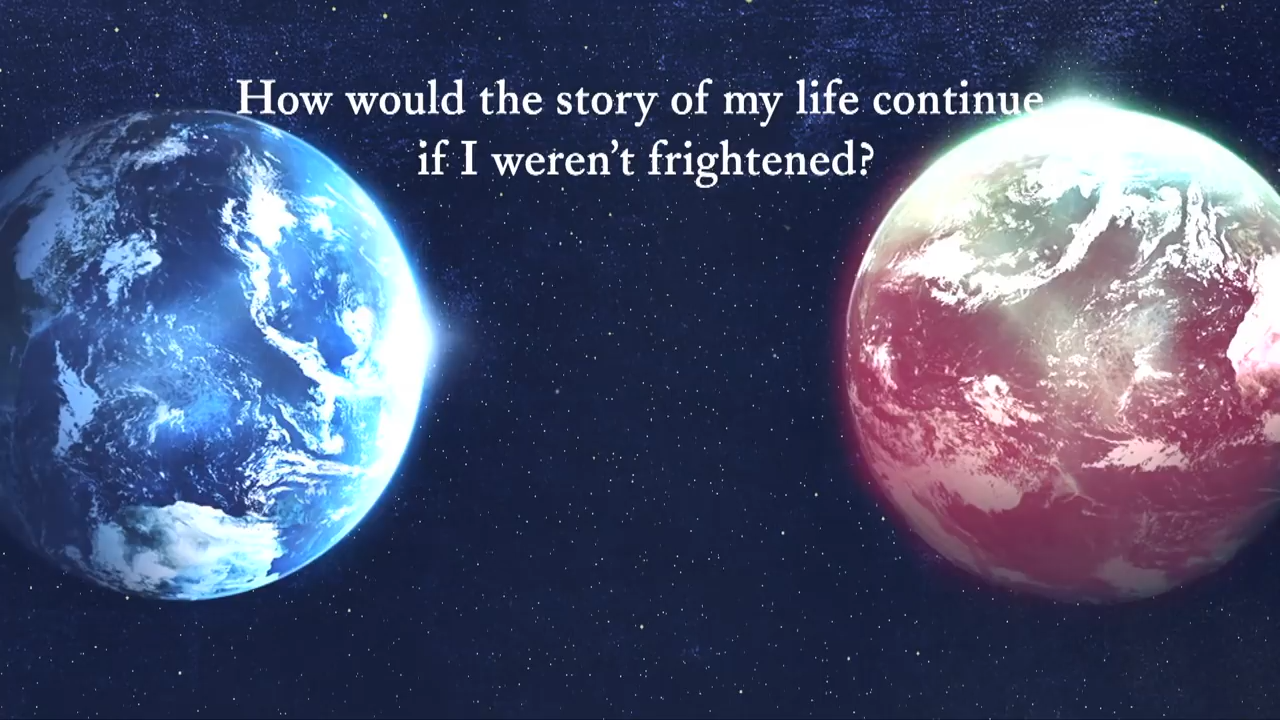 How would the story of my life continue
if I weren’t frightened?